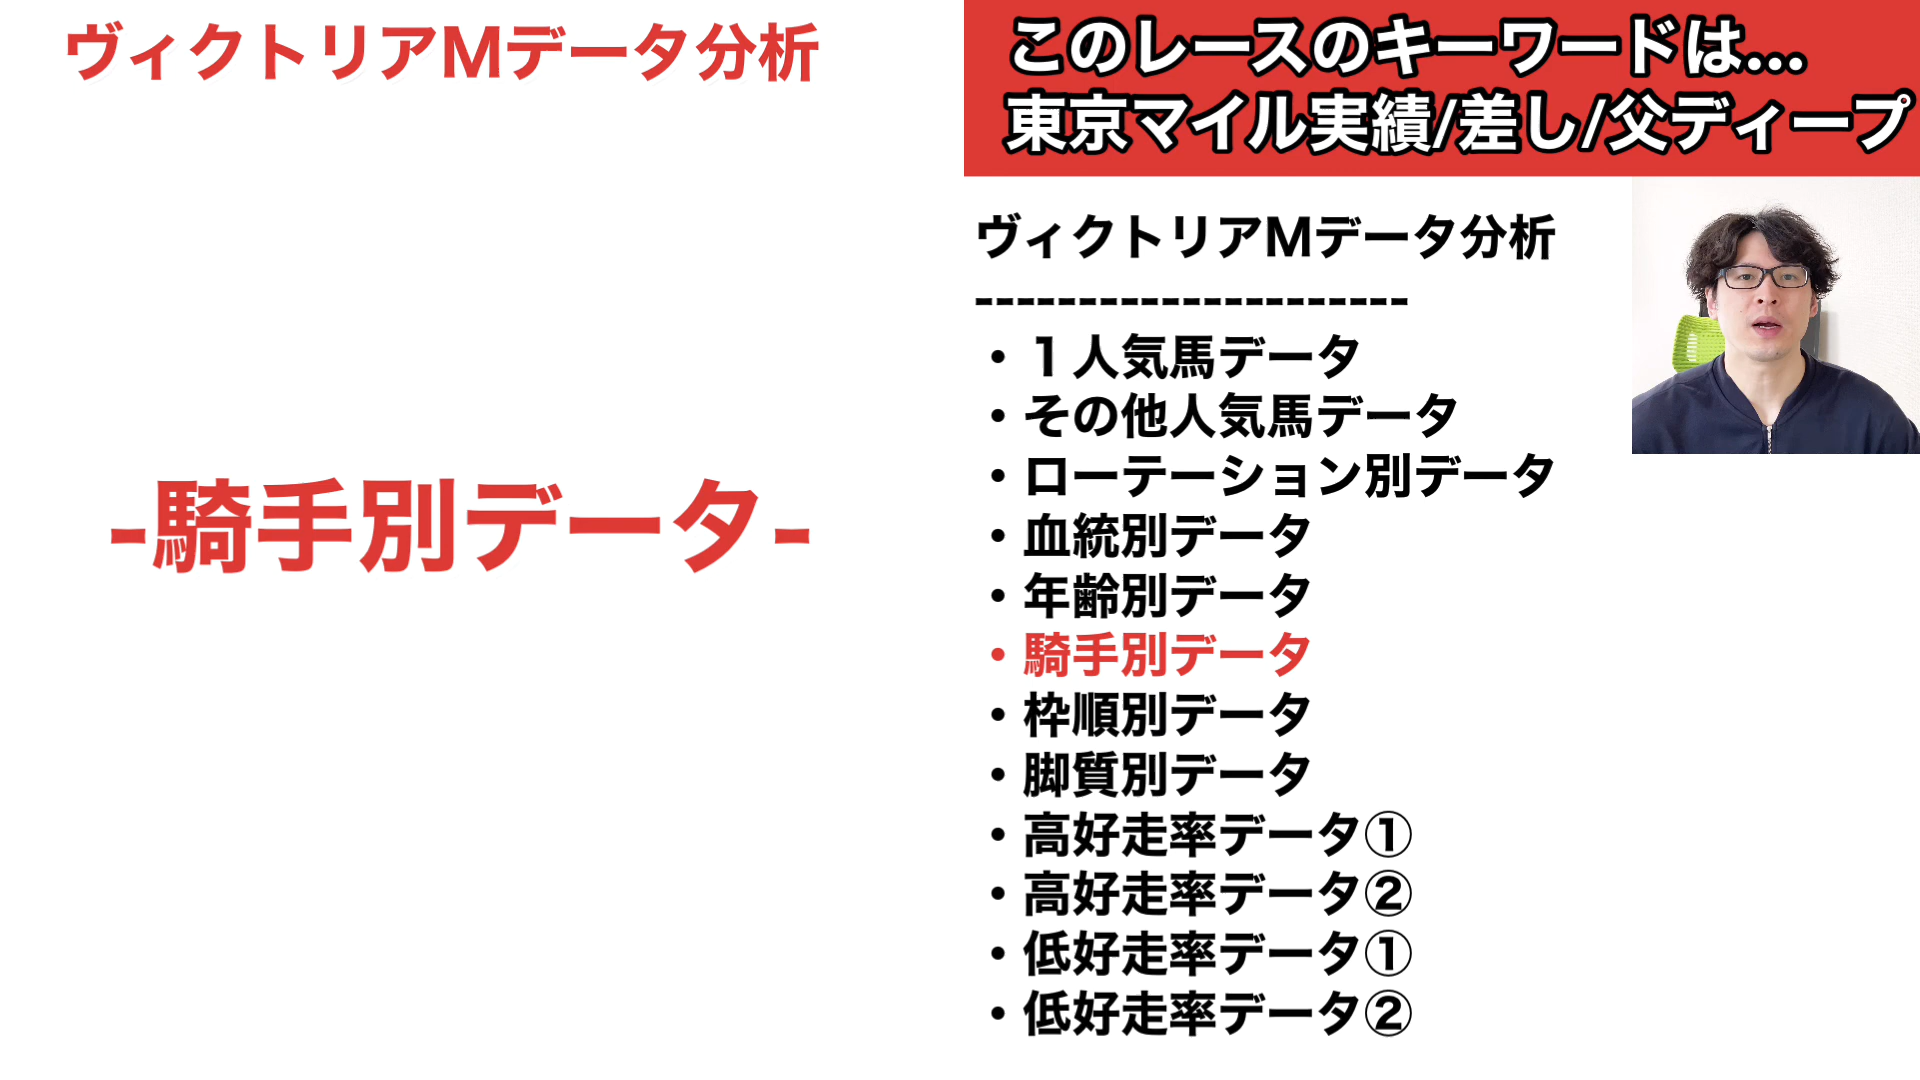 ヴィクトリアMデータ分析
-騎手別データ-
このレースのキーワードは...
東京マイル実績/差し/父ディープ
ヴィクトリアMデータ分析
---------------------
・１人気馬データ
・その他人気馬データ
・ローテーション別データ
・血統別データ
・年齢別データ
・騎手別データ
・枠順別データ
・脚質別データ
・高好走率データ①
・高好走率データ②
・低好走率データ①
・低好走率データ②